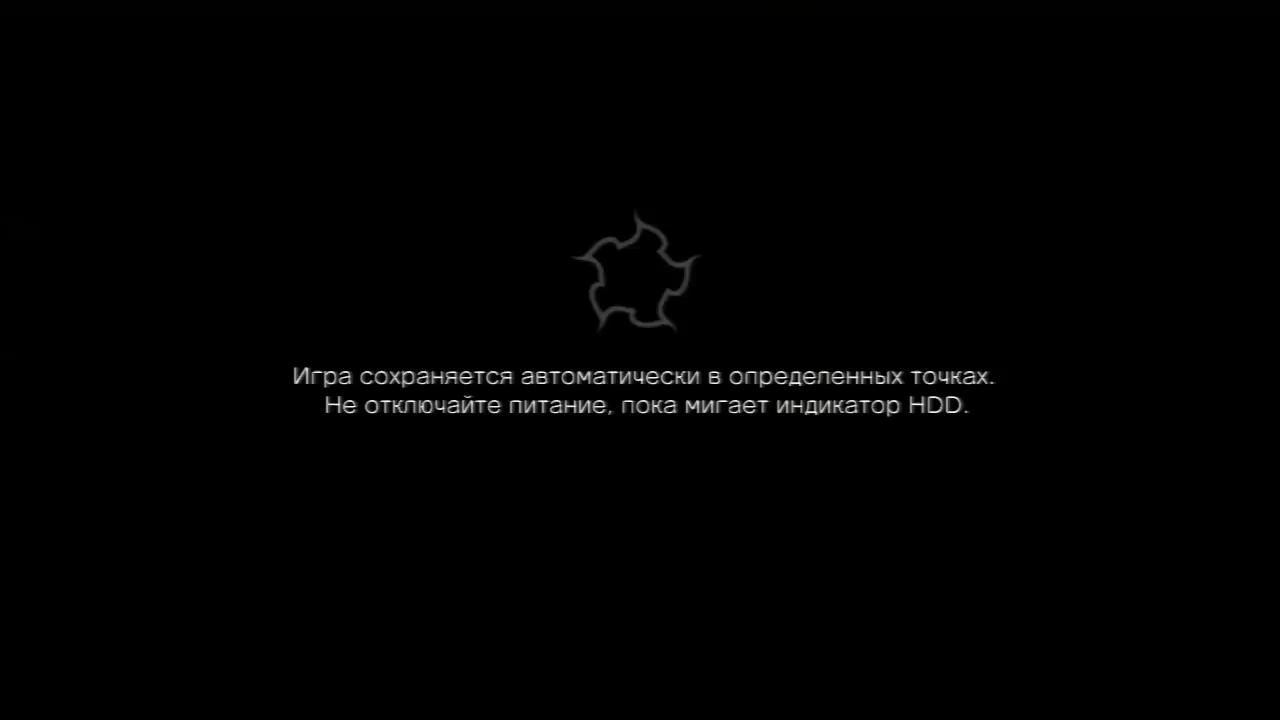 Игра сохраняется автоматически в определенных точках.
Не отключайте питание, пока мигает индикатор HDD.